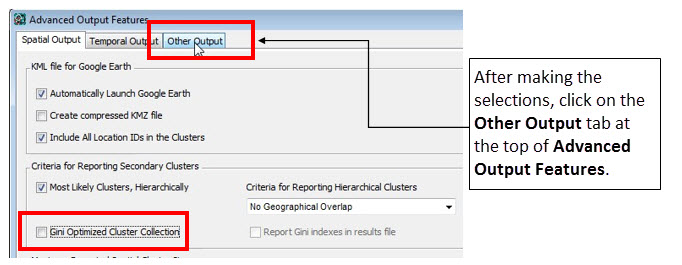 Advanced Output Features
Spatial Output
Temporal Output
Other Output
KML file for Google Earth
Automatically Launch Google Earth
Create compressed KMZ file
Include All Location IDs in the Clusters
Criteria for Reporting Secondary Clusters
Most Likely Clusters, Hierarchically
Criteria for Reporting Hierarchical Clusters
No Geographical Overlap
Gini Optimized Cluster Collection
Report Gini indexes in results file
After making the
selections, click on the
Other Output tab at
the top of Advanced
Output Features.